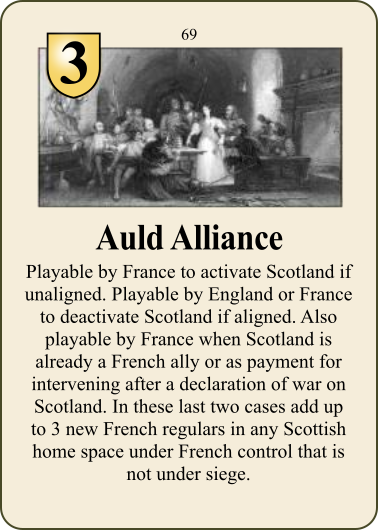 69
3
Auld Alliance
Playable by France to activate Scotland if
unaligned. Playable by England or France
to deactivate Scotland if aligned. Also
playable by France when Scotland is
already a French ally or as payment for
intervening after a declaration of war on
Scotland. In these last two cases add up
to 3 new French regulars in any Scottish
home space under French control that is
not under siege.